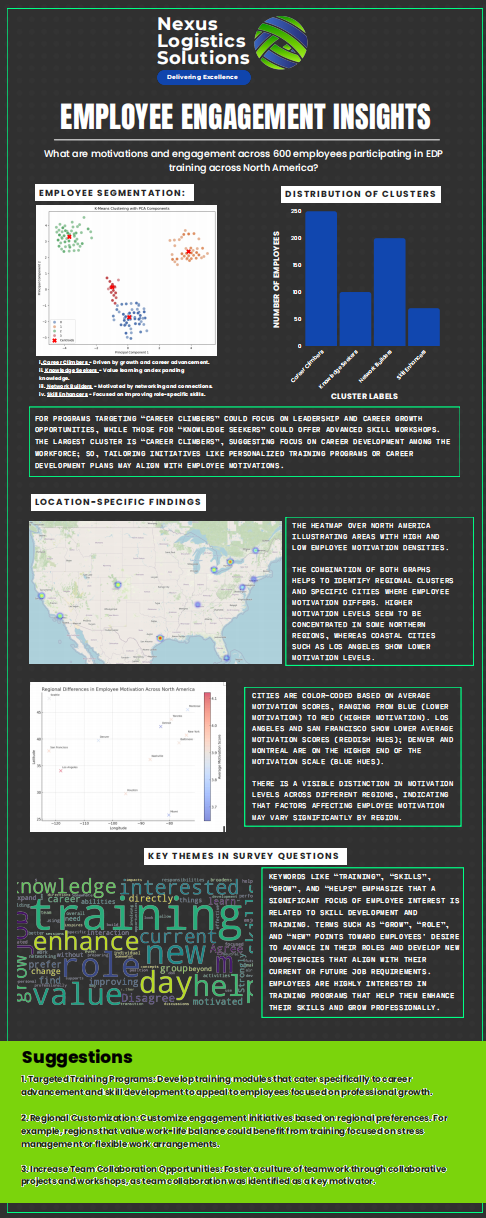 Nexus
Logistics
Solutions
Delivering Excellence
EMPLOYEE ENGAGEMENT INSIGHTS
What are motivations and engagement across 600 employees participating in EDP
training across North America?
EMPLOYEE SEGMENTATION:
K-Means Clustering with PCA Components
Principal Component 2
Principal Component 1
i. Career Climbers - Driven by growth and career advancement.
ii. Knowledge Seekers - Value learning and expanding
knowledge.
iii. Network Builders - Motivated by networking and connections.
iv. Skill Enhancers - Focused on improving role-specific skills.
DISTRIBUTION OF CLUSTERS
NUMBER OF EMPLOYEES
250
200
150
100
50
0
Career Climbers
Knowledge Seekers
Network Builders
Skill Enhancers
CLUSTER LABELS
FOR PROGRAMS TARGETING "CAREER CLIMBERS" COULD FOCUS ON LEADERSHIP AND CAREER GROWTH
OPPORTUNITIES, WHILE THOSE FOR "KNOWLEDGE SEEKERS" COULD OFFER ADVANCED SKILL WORKSHOPS.
THE LARGEST CLUSTER IS "CAREER CLIMBERS", SUGGESTING FOCUS ON CAREER DEVELOPMENT AMONG THE
WORKFORCE; SO, TAILORING INITIATIVES LIKE PERSONALIZED TRAINING PROGRAMS OR CAREER
DEVELOPMENT PLANS MAY ALIGN WITH EMPLOYEE MOTIVATIONS.
LOCATION-SPECIFIC FINDINGS
United States
THE HEATMAP OVER NORTH AMERICA
ILLUSTRATING AREAS WITH HIGH AND
LOW EMPLOYEE MOTIVATION DENSITIES.
THE COMBINATION OF BOTH GRAPHS
HELPS TO IDENTIFY REGIONAL CLUSTERS
AND SPECIFIC CITIES WHERE EMPLOYEE
MOTIVATION DIFFERS. HIGHER
MOTIVATION LEVELS SEEM TO BE
CONCENTRATED IN SOME NORTHERN
REGIONS, WHEREAS COASTAL CITIES
SUCH AS LOS ANGELES SHOW LOWER
MOTIVATION LEVELS.
Regional Differences in Employee Motivation Across North America
Latitude
Longitude
Average Motivation Score
CITIES ARE COLOR-CODED BASED ON AVERAGE
MOTIVATION SCORES, RANGING FROM BLUE (LOWER
MOTIVATION) TO RED (HIGHER MOTIVATION). LOS
ANGELES AND SAN FRANCISCO SHOW LOWER AVERAGE
MOTIVATION SCORES (REDDISH HUES); DENVER AND
MONTREAL ARE ON THE HIGHER END OF THE
MOTIVATION SCALE (BLUE HUES).
THERE IS A VISIBLE DISTINCTION IN MOTIVATION
LEVELS ACROSS DIFFERENT REGIONS, INDICATING
THAT FACTORS AFFECTING EMPLOYEE MOTIVATION
MAY VARY SIGNIFICANTLY BY REGION.
KEY THEMES IN SURVEY QUESTIONS
knowledge
interested
career
abilities
directly
things
training
need
interaction
enhance
current
new
role
prefer
change
group
beyond
find
improving
day
help
value
Disagree
motivated
grow
KEYWORDS LIKE "TRAINING", "SKILLS",
"GROW", AND "HELPS" EMPHASIZE THAT A
SIGNIFICANT FOCUS OF EMPLOYEE INTEREST IS
RELATED TO SKILL DEVELOPMENT AND
TRAINING. TERMS SUCH AS "GROW", "ROLE",
AND "NEW" POINTS TOWARD EMPLOYEES' DESIRE
TO ADVANCE IN THEIR ROLES AND DEVELOP NEW
COMPETENCIES THAT ALIGN WITH THEIR
CURRENT OR FUTURE JOB REQUIREMENTS.
EMPLOYEES ARE HIGHLY INTERESTED IN
TRAINING PROGRAMS THAT HELP THEM ENHANCE
THEIR SKILLS AND GROW PROFESSIONALLY.
Suggestions
1. Targeted Training Programs: Develop training modules that cater specifically to career
advancement and skill development to appeal to employees focused on professional growth.
2. Regional Customization: Customize engagement initiatives based on regional preferences. For
example, regions that value work-life balance could benefit from training focused on stress
management or flexible work arrangements.
3. Increase Team Collaboration Opportunities: Foster a culture of teamwork through collaborative
projects and workshops, as team collaboration was identified as a key motivator.